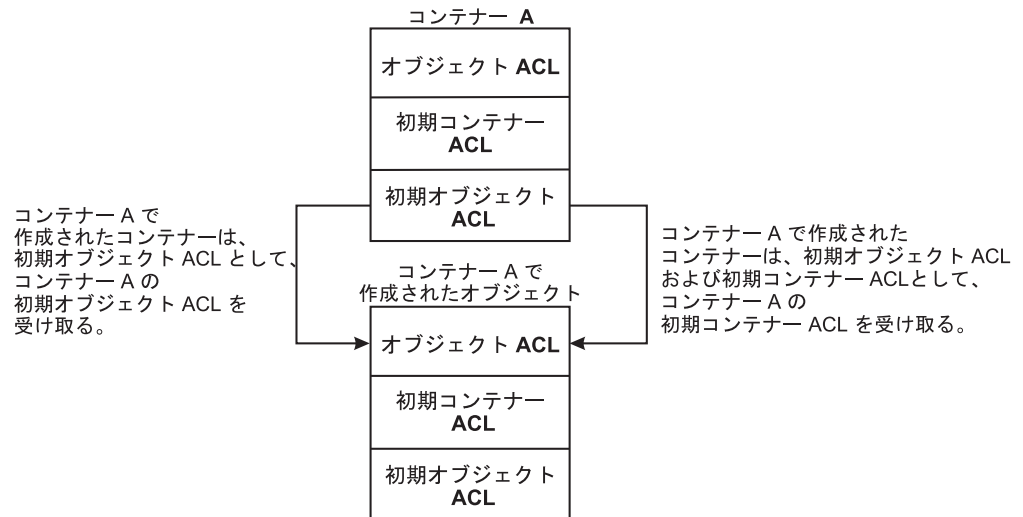 コンテナー A
オブジェクト ACL
初期コンテナー
ACL
初期オブジェクト
ACL
コンテナー A で
作成されたコンテナーは、
初期オブジェクト ACL として、
コンテナー A の
初期オブジェクト ACL を
受け取る。
コンテナー A で作成された
コンテナーは、初期オブジェクト ACL
および初期コンテナー ACLとして、
コンテナー A の
初期コンテナー ACL を受け取る。
コンテナー A で
作成されたオブジェクト
オブジェクト ACL
初期コンテナー
ACL
初期オブジェクト
ACL